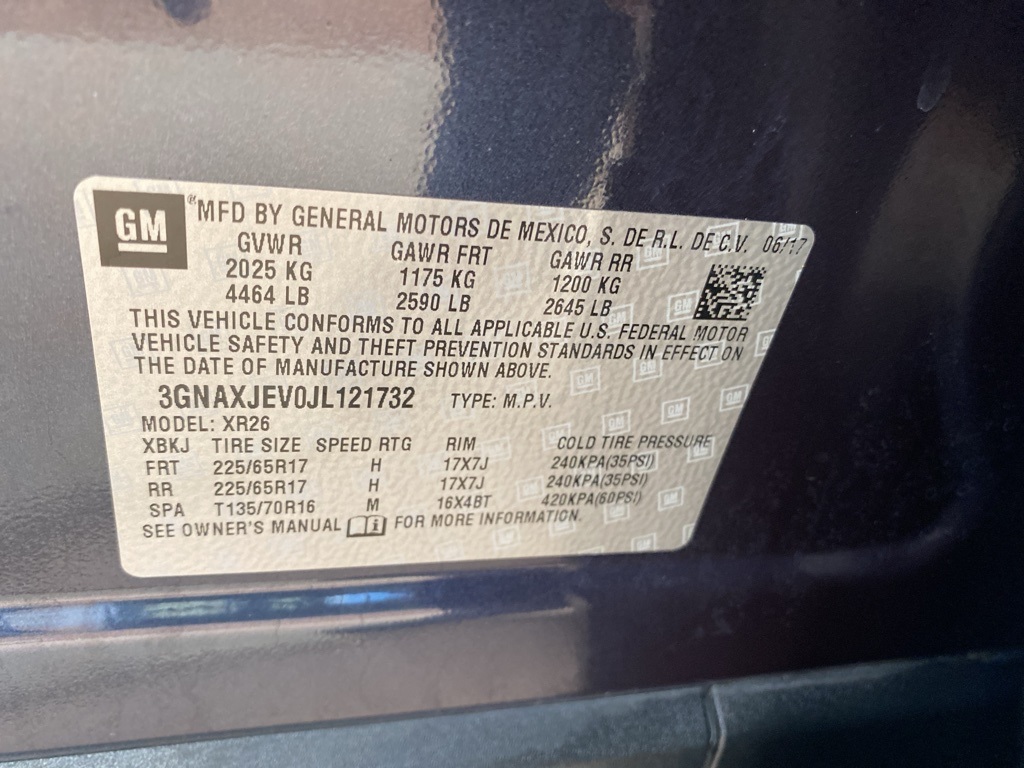 GM
®MFD BY GENERAL MOTORS DE MEXICO, S. DE R.L. DE C.V. 06/17
GVWR GAWR FRT GAWR RR
2025 KG 1175 KG 1200 KG
4464 LB 2590 LB 2645 LB
THIS VEHICLE CONFORMS TO ALL APPLICABLE U.S. FEDERAL MOTOR
VEHICLE SAFETY AND THEFT PREVENTION STANDARDS IN EFFECT ON
THE DATE OF MANUFACTURE SHOWN ABOVE.
3GNAXJEV0JL121732 TYPE: M.P.V.
MODEL: XR26
XBKJ TIRE SIZE SPEED RTG RIM COLD TIRE PRESSURE
FRT 225/65R17 H 17X7J 240KPA(35PSI)
RR 225/65R17 H 17X7J 240KPA(35PSI)
SPA T135/70R16 M 16X4BT 420KPA(60PSI)
SEE OWNER'S MANUAL FOR MORE INFORMATION.